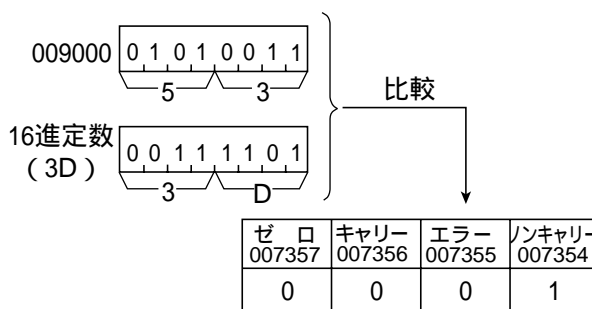 009000 0 1 0 1 0 0 1 1
5 3
比較
16進定数
(3D) 0 0 1 1 1 1 0 1
3 D
ゼ ロ キャリー エラー ノンキャリー
007357 007356 007355 007354
0 0 0 1